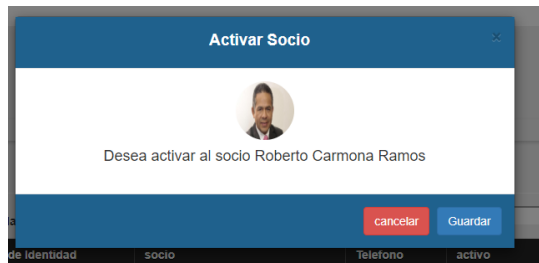 Activar Socio
x
Desea activar al socio Roberto Carmona Ramos
cancelar Guardar
de Identidad socio Telefono activo